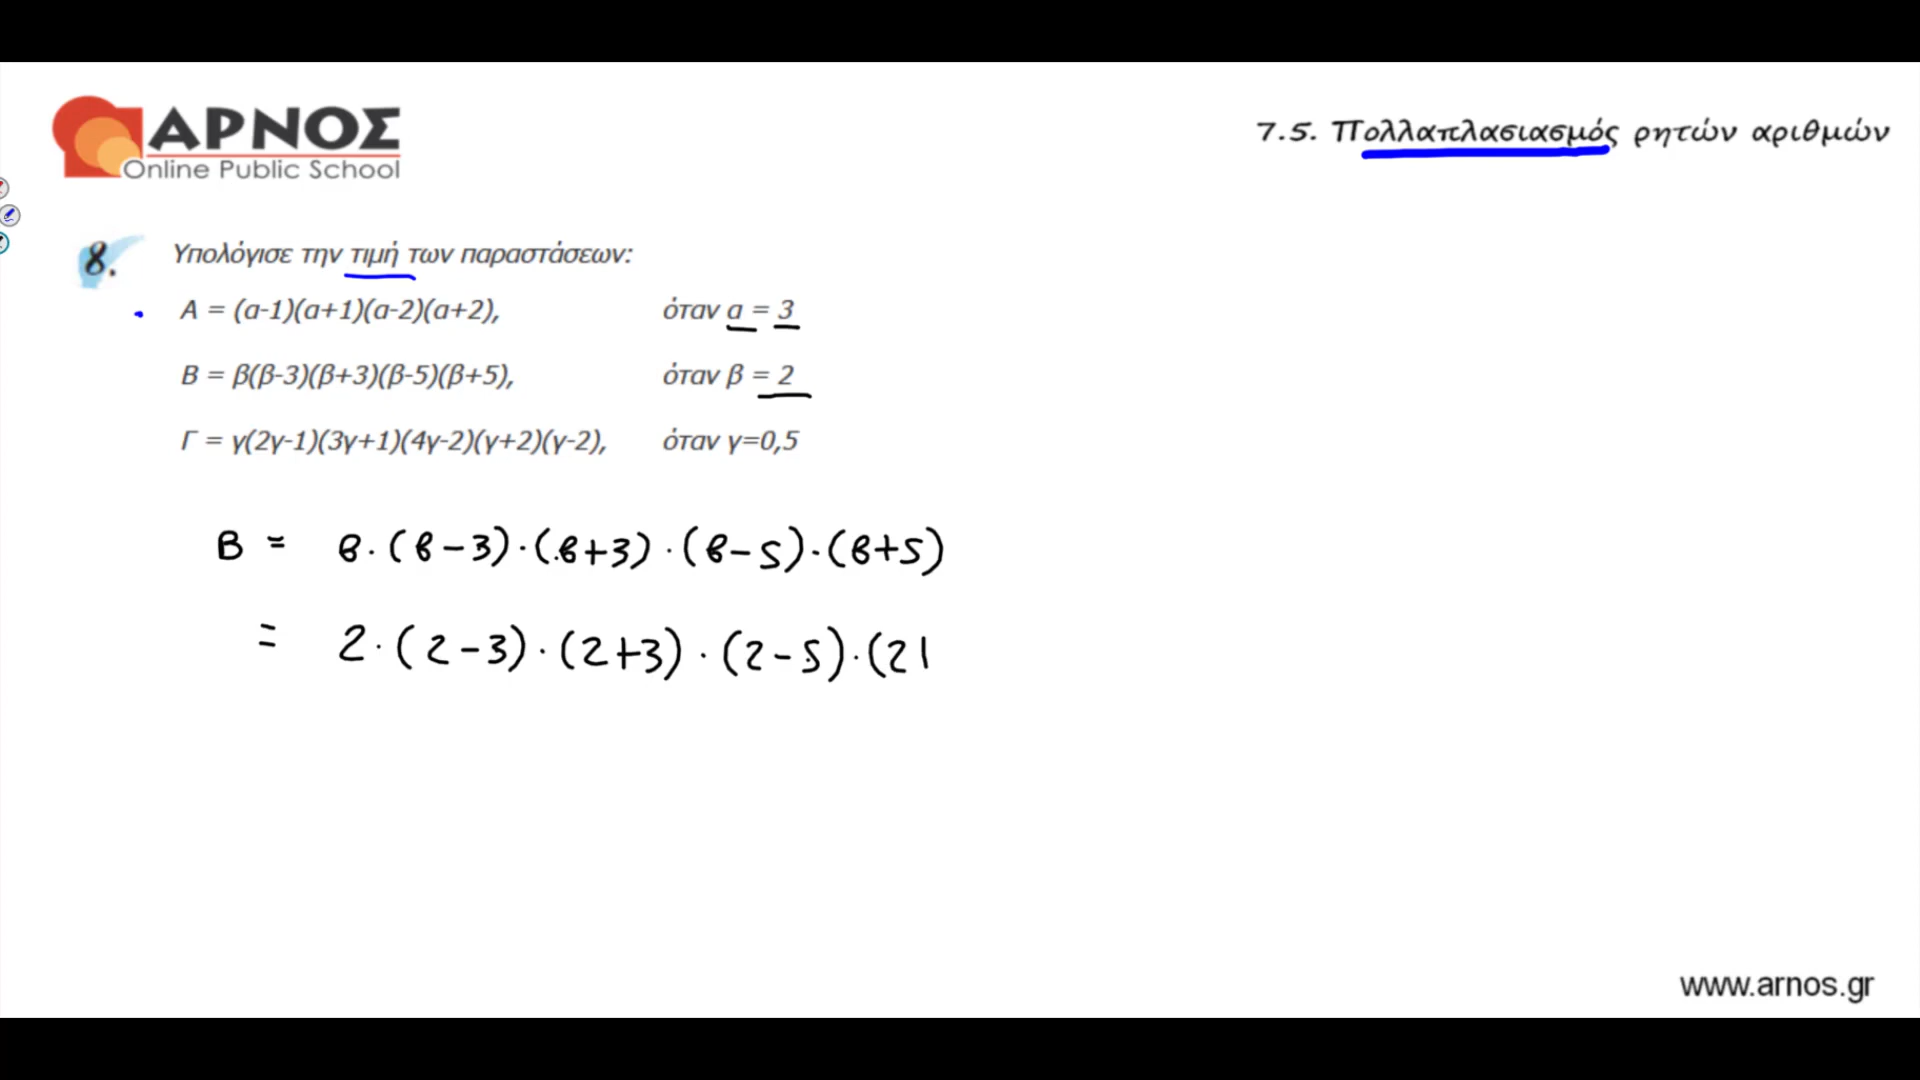 ΑΡΝΟΣ
Online Public School
7.5. Πολλαπλασιασμός ρητών αριθμών
8. Υπολόγισε την τιμή των παραστάσεων:
Α = (α-1)(α+1)(α-2)(α+2), όταν α = 3
Β = β(β-3)(β+3)(β-5)(β+5), όταν β = 2
Γ = γ(2γ-1)(3γ+1)(4γ-2)(γ+2)(γ-2), όταν γ=0,5
Β = β·(β-3)·(β+3)·(β-5)·(β+5)
= 2·(2-3)·(2+3)·(2-5)·(2
www.arnos.gr